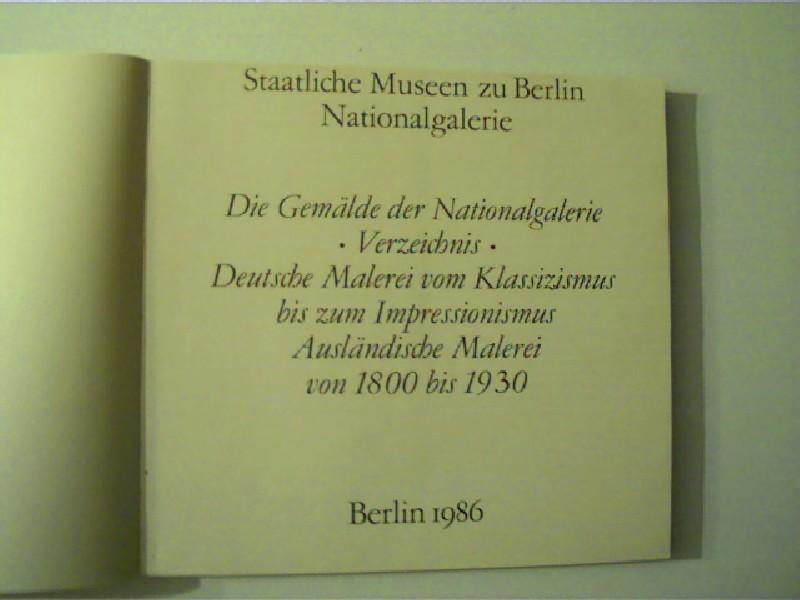 Staatliche Museen zu Berlin
Nationalgalerie
Die Gemälde der Nationalgalerie
· Verzeichnis ·
Deutsche Malerei vom Klassizismus
bis zum Impressionismus
Ausländische Malerei
von 1800 bis 1930
Berlin 1986